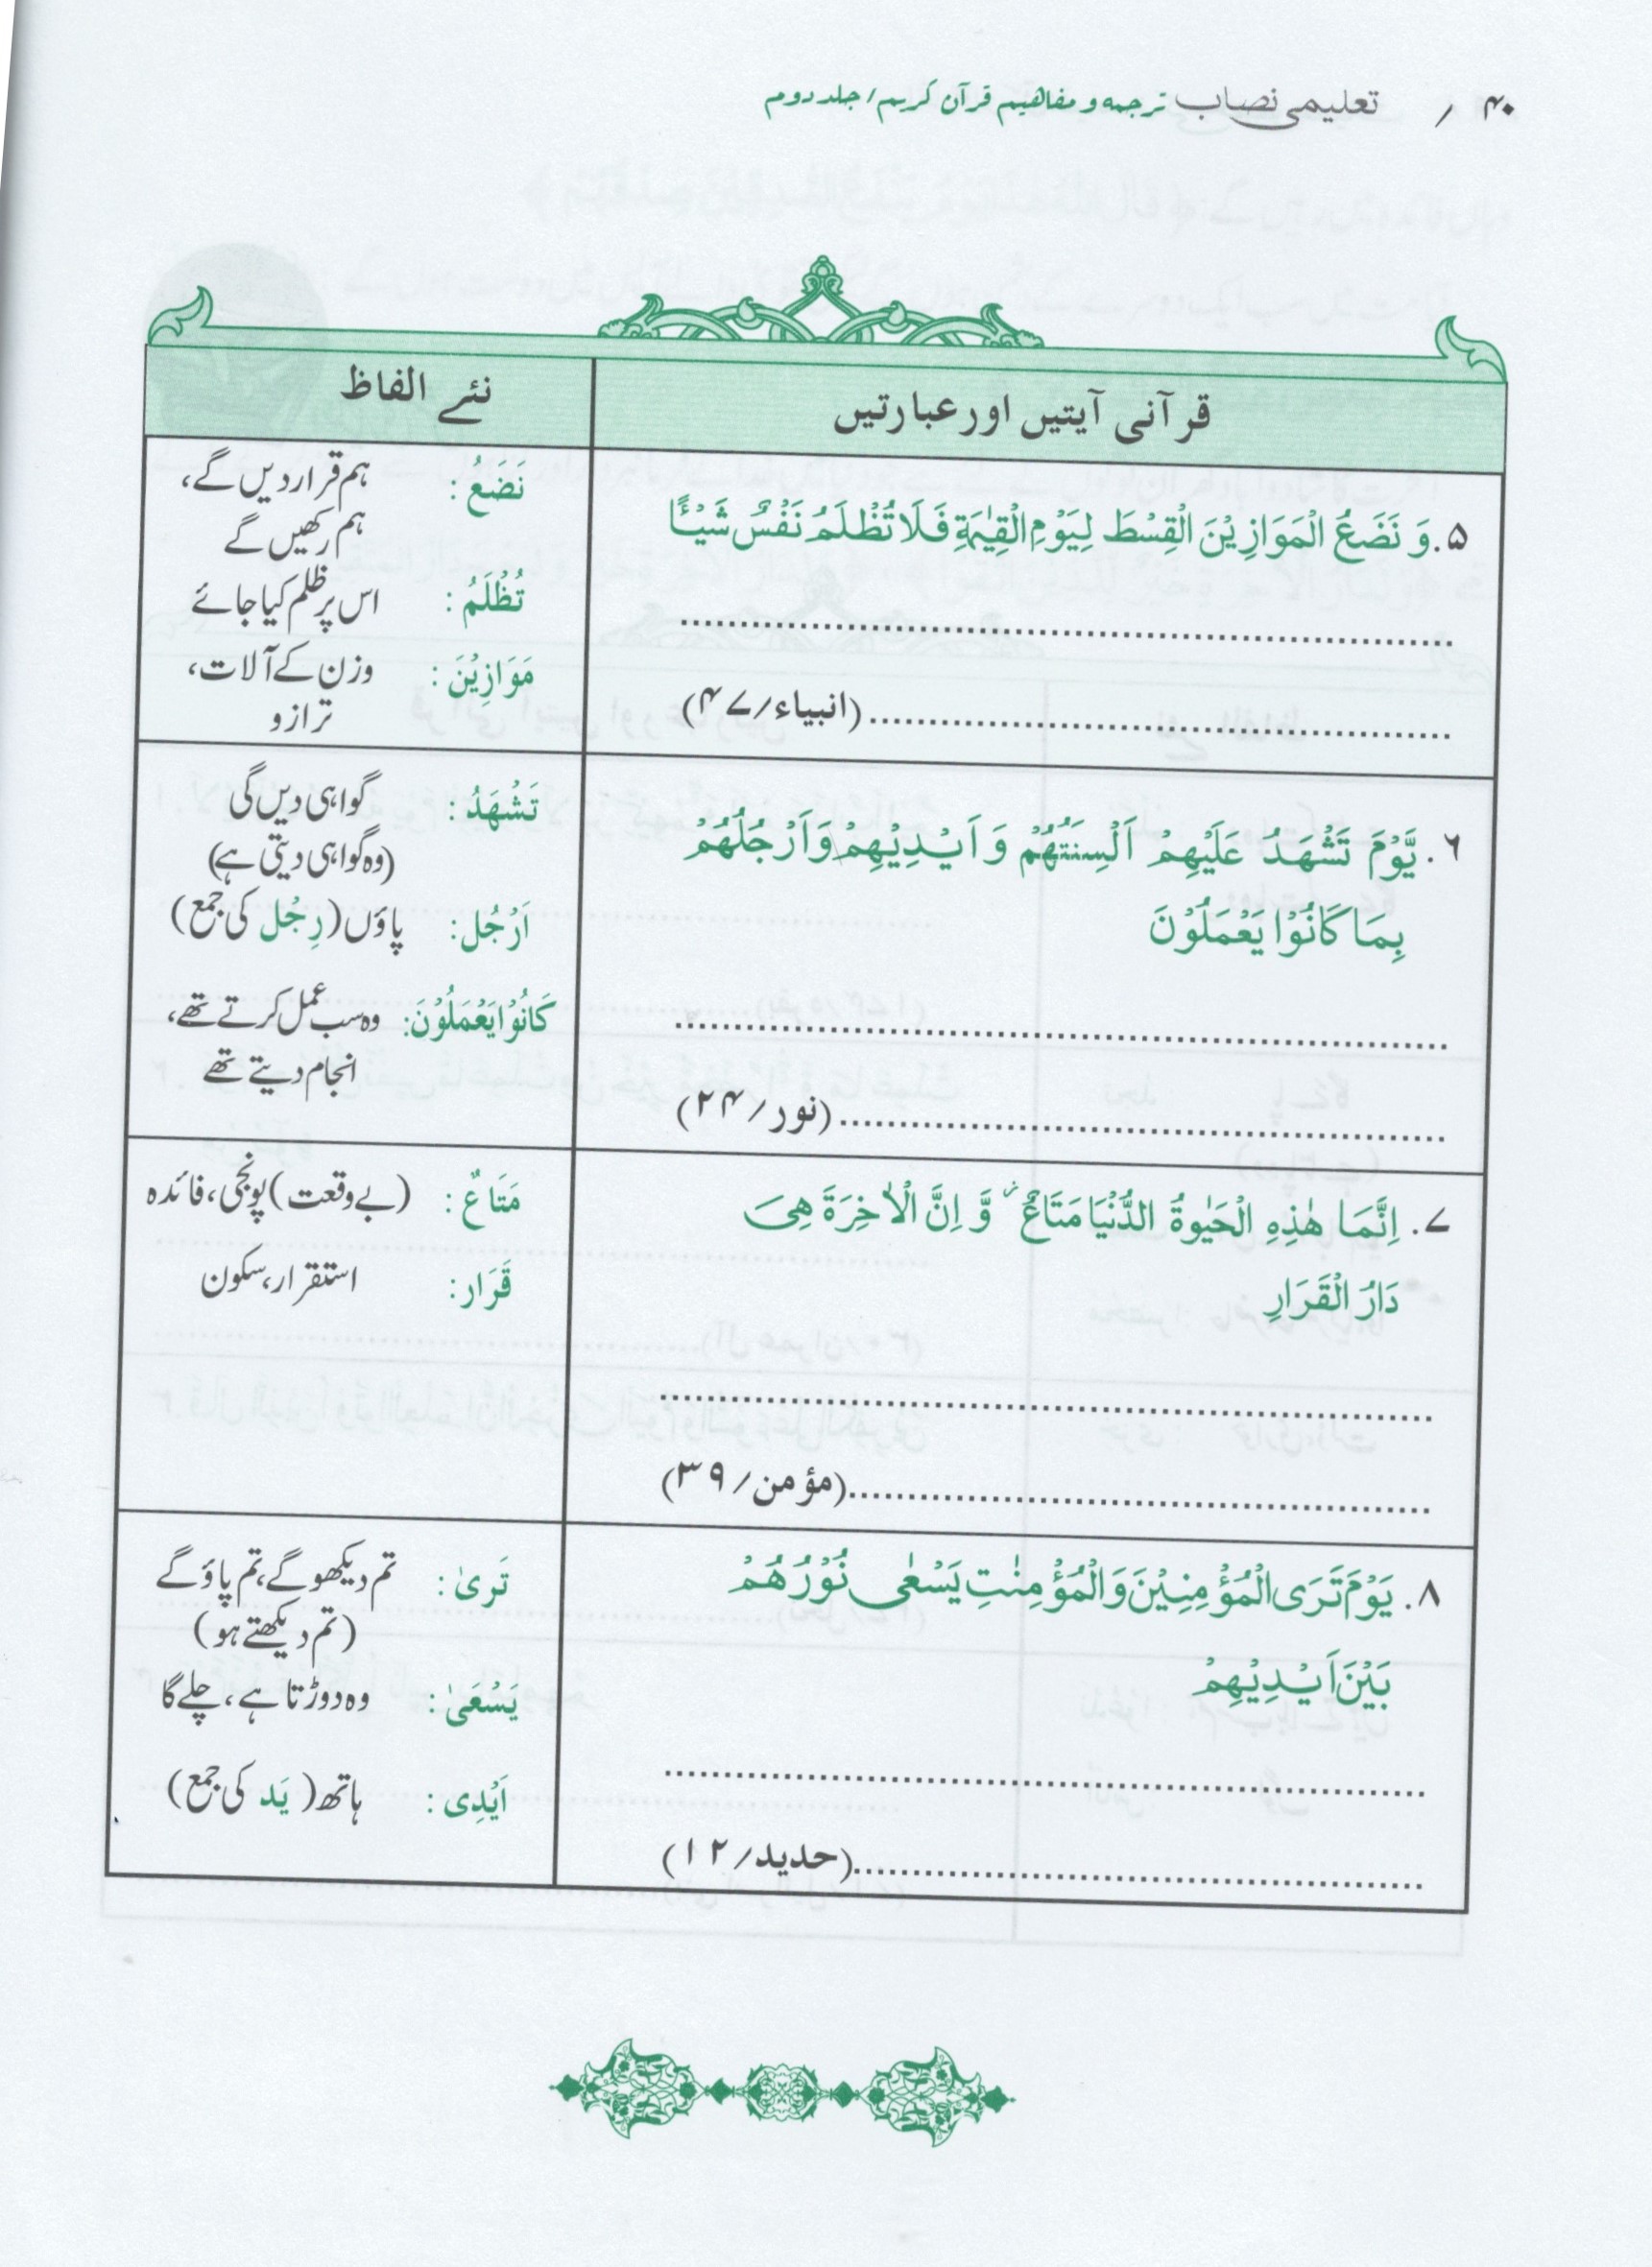 ۴۰ / تعلیمی نصاب ترجمہ و مفاهیم قرآن کریم/ جلد دوم
قرآنی آیتیں اور عبارتیں
نئے الفاظ
۵. وَ نَضَعُ الْمَوَازِيْنَ الْقِسْطَ لِيَوْمِ الْقِيٰمَةِ فَلَا تُظْلَمُ نَفْسٌ شَيْـًٔا
................................................
................................................(انبیاء/۴۷)
نَضَعُ: ہم قرار دیں گے،
ہم رکھیں گے
تُظْلَمُ: اس پر ظلم کیا جائے
مَوَازِيْنَ: وزن کے آلات،
ترازو
۶. يَّوْمَ تَشْهَدُ عَلَيْهِمْ اَلْسِنَتُهُمْ وَ اَيْدِيْهِمْ وَ اَرْجُلُهُمْ
بِمَا كَانُوْا يَعْمَلُوْنَ
................................................
................................................(نور/۲۴)
تَشْهَدُ: گواہی دیں گی
(وہ گواہی دیتی ہے)
اَرْجُل: پاؤں (رِجْل کی جمع)
كَانُوْا يَعْمَلُوْنَ: وہ سب عمل کرتے تھے،
انجام دیتے تھے
۷. اِنَّمَا هٰذِهِ الْحَيٰوةُ الدُّنْيَا مَتَاعٌ ۫ وَّ اِنَّ الْاٰخِرَةَ هِيَ
دَارُ الْقَرَارِ
................................................
................................................(مؤمن/۳۹)
مَتَاعٌ: (بے وقعت) پونجی، فائدہ
قَرَار: استقرار، سکون
۸. يَوْمَ تَرَى الْمُؤْمِنِيْنَ وَ الْمُؤْمِنٰتِ يَسْعٰى نُوْرُهُمْ
بَيْنَ اَيْدِيْهِمْ
................................................
................................................(حدید/۱۲)
تَرىٰ: تم دیکھو گے، تم پاؤ گے
(تم دیکھتے ہو)
يَسْعَىٰ: وہ دوڑتا ہے، چلے گا
اَيْدِى: ہاتھ (يَد کی جمع)